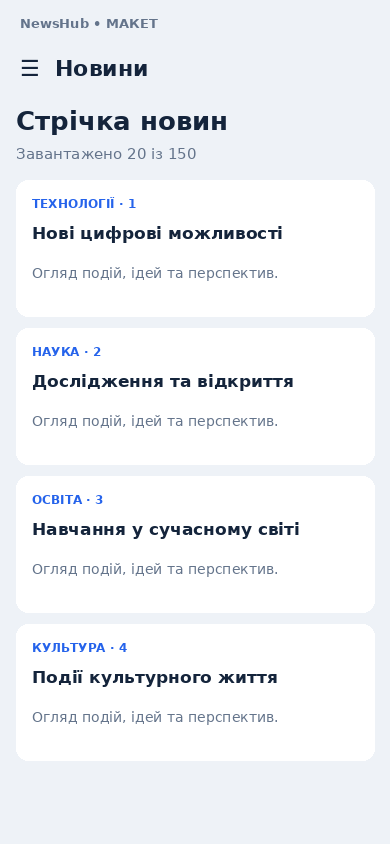 NewsHub • МАКЕТ
☰ Новини
Стрічка новин
Завантажено 20 із 150
ТЕХНОЛОГІЇ · 1
Нові цифрові можливості
Огляд подій, ідей та перспектив.
НАУКА · 2
Дослідження та відкриття
Огляд подій, ідей та перспектив.
ОСВІТА · 3
Навчання у сучасному світі
Огляд подій, ідей та перспектив.
КУЛЬТУРА · 4
Події культурного життя
Огляд подій, ідей та перспектив.